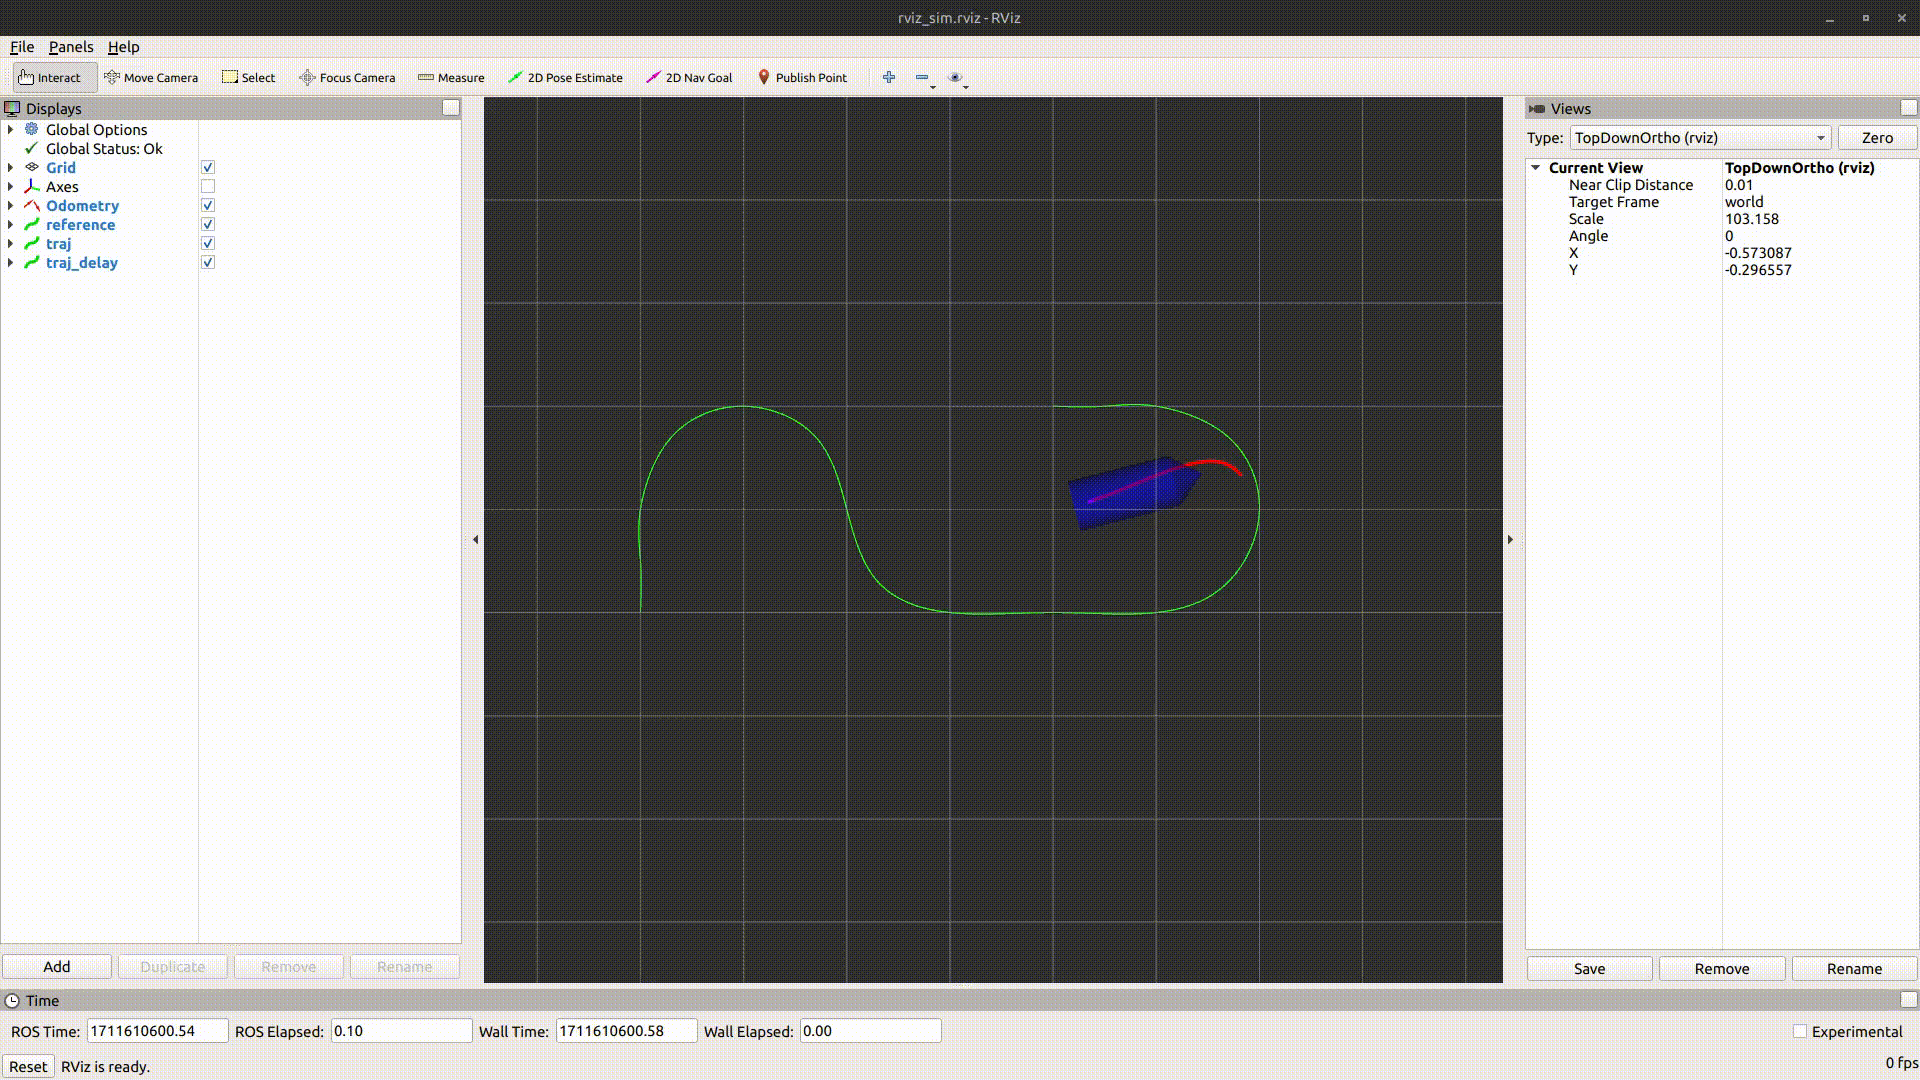 rviz_sim.rviz - RViz
File Panels Help
Interact Move Camera Select Focus Camera Measure 2D Pose Estimate 2D Nav Goal Publish Point
Displays
Global Options
Global Status: Ok
Grid
Axes
Odometry
reference
traj
traj_delay
Add Duplicate Remove Rename
Views
Type: TopDownOrtho (rviz) Zero
Current View TopDownOrtho (rviz)
Near Clip Distance 0.01
Target Frame world
Scale 103.158
Angle 0
X -0.573087
Y -0.296557
Save Remove Rename
Time
ROS Time: 1711610600.54 ROS Elapsed: 0.10 Wall Time: 1711610600.58 Wall Elapsed: 0.00 Experimental
Reset RViz is ready. 0 fps